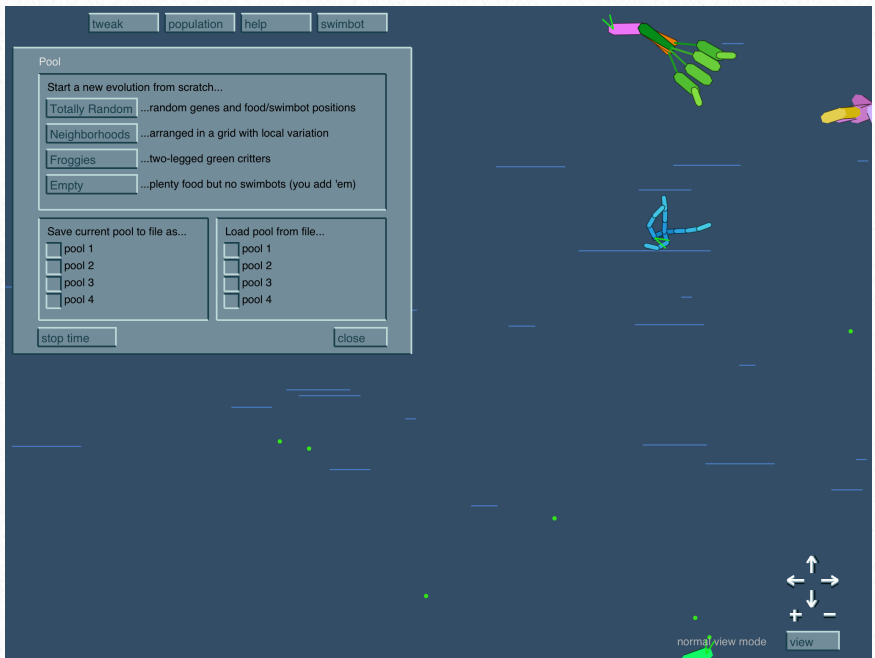 tweak population help swimbot
Pool
Start a new evolution from scratch...
Totally Random ...random genes and food/swimbot positions
Neighborhoods ...arranged in a grid with local variation
Froggies ...two-legged green critters
Empty ...plenty food but no swimbots (you add 'em)
Save current pool to file as...
pool 1
pool 2
pool 3
pool 4
Load pool from file...
pool 1
pool 2
pool 3
pool 4
stop time close
normal view mode view